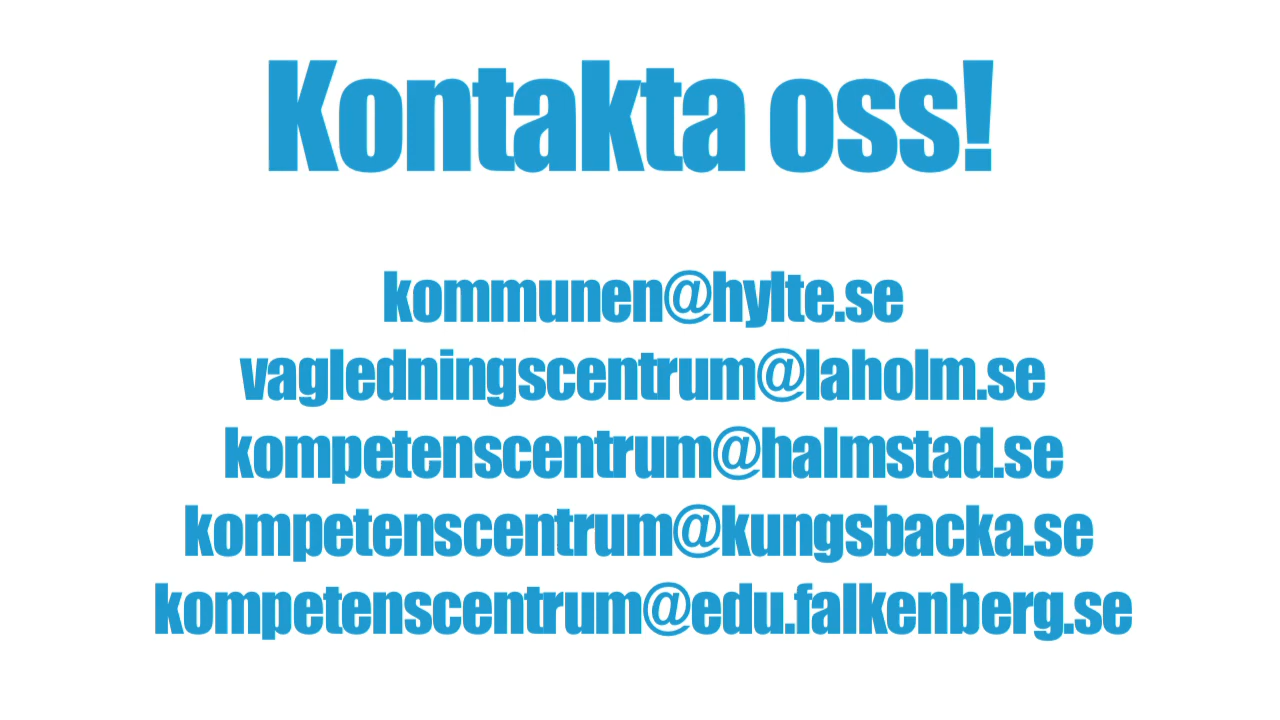 Kontakta oss!
kommunen@hylte.se
vagledningscentrum@laholm.se
kompetenscentrum@halmstad.se
kompetenscentrum@kungsbacka.se
kompetenscentrum@edu.falkenberg.se